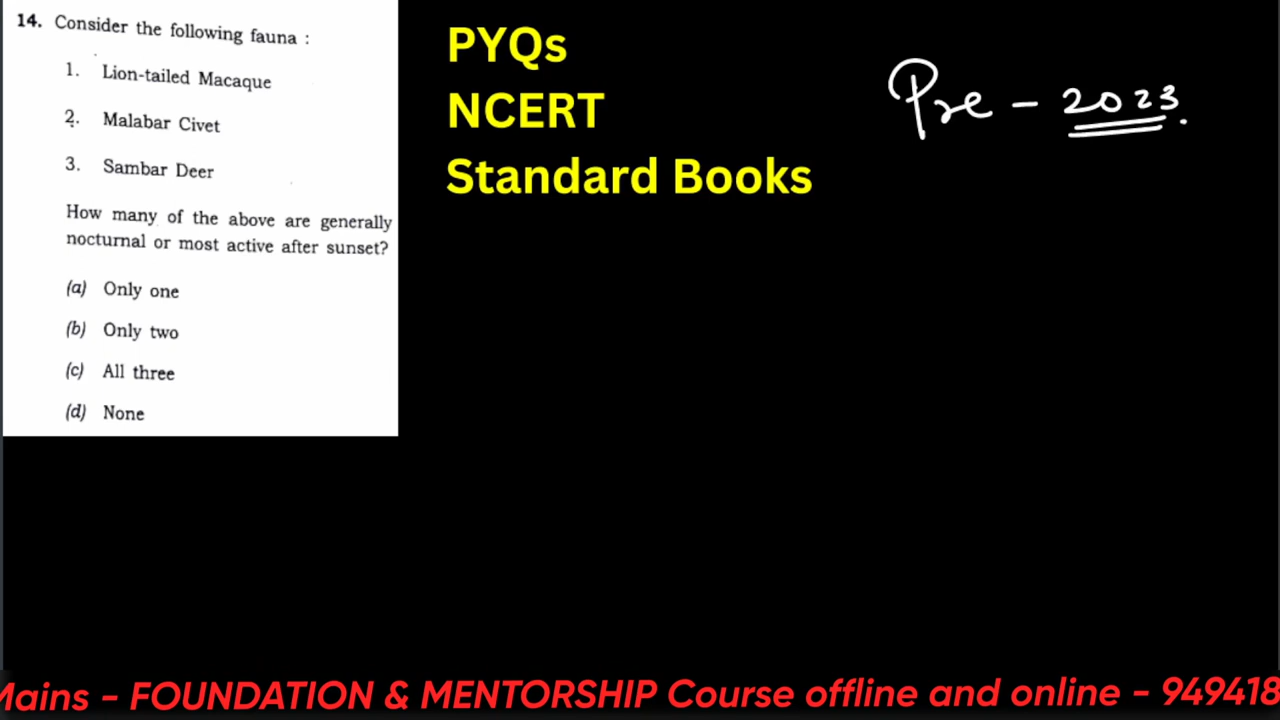 14. Consider the following fauna :
1. Lion-tailed Macaque
2. Malabar Civet
3. Sambar Deer
How many of the above are generally
nocturnal or most active after sunset?
(a) Only one
(b) Only two
(c) All three
(d) None
PYQs
NCERT
Standard Books
Pre - 2023.
Mains - FOUNDATION & MENTORSHIP Course offline and online - 949418